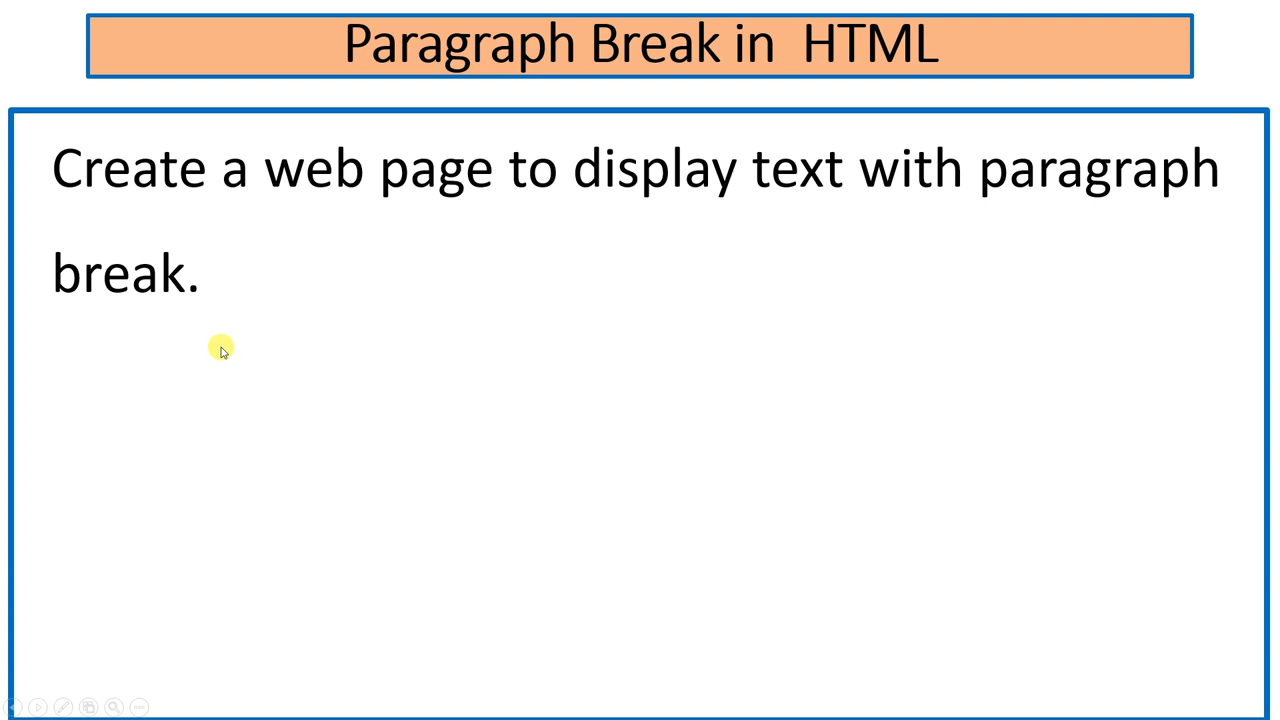 Paragraph Break in  HTML
Create a web page to display text with paragraph
break.